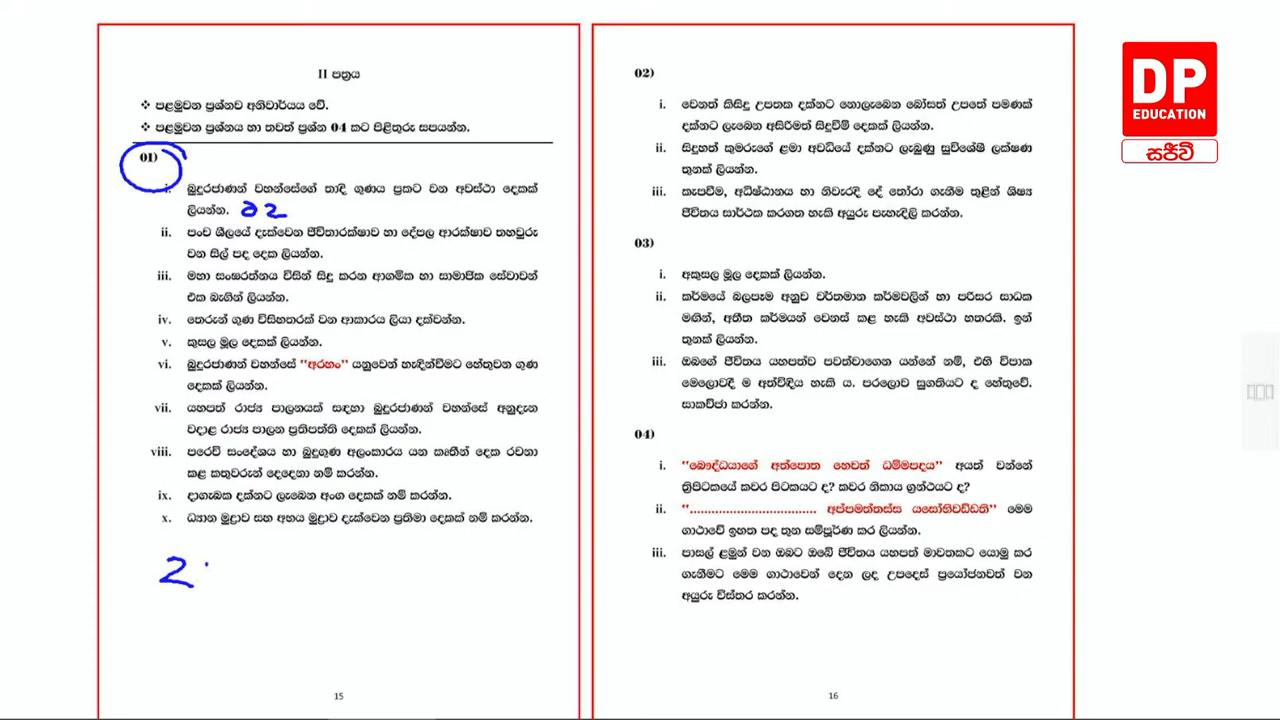 II පත්‍රය
❖ පළමුවන ප්‍රශ්නව අනිවාර්යය වේ.
❖ පළමුවන ප්‍රශ්නය හා තවත් ප්‍රශ්න 04 කට පිළිතුරු සපයන්න.
01)
i. බුදුරජාණන් වහන්සේගේ තාදි ගුණය ප්‍රකට වන අවස්ථා දෙකක්
ලියන්න. ∂2
ii. පංච ශීලයේ දැක්වෙන ජීවිතාරක්ෂාව හා දේපල ආරක්ෂාව තහවුරු
වන සිල් පද දෙක ලියන්න.
iii. මහා සංඝරත්නය විසින් සිදු කරන ආගමික හා සාමාජික සේවාවන්
එක බැගින් ලියන්න.
iv. තෙරුන් ගුණ විසිහතරක් වන ආකාරය ලියා දක්වන්න.
v. කුසල මූල දෙකක් ලියන්න.
vi. බුදුරජාණන් වහන්සේ "අරහං" යනුවෙන් හැඳින්වීමට හේතුවන ගුණ
දෙකක් ලියන්න.
vii. යහපත් රාජ්‍ය පාලනයක් සඳහා බුදුරජාණන් වහන්සේ අනුදැන
වදාළ රාජ්‍ය පාලන ප්‍රතිපත්ති දෙකක් ලියන්න.
viii. පරෙවි සංදේශය හා බුදුගුණ අලංකාරය යන කෘතීන් දෙක රචනා
කළ කතුවරුන් දෙදෙනා නම් කරන්න.
ix. දාගැබක දක්නට ලැබෙන අංග දෙකක් නම් කරන්න.
x. ධ්‍යාන මුද්‍රාව සහ අභය මුද්‍රාව දැක්වෙන ප්‍රතිමා දෙකක් නම් කරන්න.
2
15
02)
i. වෙනත් කිසිදු උපතක දක්නට නොලැබෙන බෝසත් උපතේ පමණක්
දක්නට ලැබෙන අසිරිමත් සිදුවීම් දෙකක් ලියන්න.
ii. සිදුහත් කුමරුගේ ළමා අවධියේ දක්නට ලැබුණු සුවිශේෂී ලක්ෂණ
තුනක් ලියන්න.
iii. කැපවීම, අධිෂ්ඨානය හා නිවැරදි දේ තෝරා ගැනීම තුළින් ශිෂ්‍ය
ජීවිතය සාර්ථක කරගත හැකි අයුරු පැහැදිලි කරන්න.
03)
i. අකුසල මූල දෙකක් ලියන්න.
ii. කර්මයේ බලපෑම අනුව වර්තමාන කර්මවලින් හා පරිසර සාධක
මඟින්, අතීත කර්මයන් වෙනස් කළ හැකි අවස්ථා හතරකි. ඉන්
තුනක් ලියන්න.
iii. ඔබගේ ජීවිතය යහපත්ව පවත්වාගෙන යන්නේ නම්, එහි විපාක
මෙලොවදී ම අත්විඳිය හැකි ය. පරලොව සුගතියට ද හේතුවේ.
සාකච්ඡා කරන්න.
04)
i. "බෞද්ධයාගේ අත්පොත හෙවත් ධම්මපදය" අයත් වන්නේ
ත්‍රිපිටකයේ කවර පිටකයට ද? කවර නිකාය ග්‍රන්ථයට ද?
ii. "................................. අප්පමත්තස්ස යසෝභිවඩ්ඪති" මෙම
ගාථාවේ ඉහත පද තුන සම්පූර්ණ කර ලියන්න.
iii. පාසල් ළමුන් වන ඔබට ඔබේ ජීවිතය යහපත් මාවතකට යොමු කර
ගැනීමට මෙම ගාථාවෙන් දෙන ලද උපදෙස් ප්‍රයෝජනවත් වන
අයුරු විස්තර කරන්න.
16
DP
EDUCATION
සජීවී